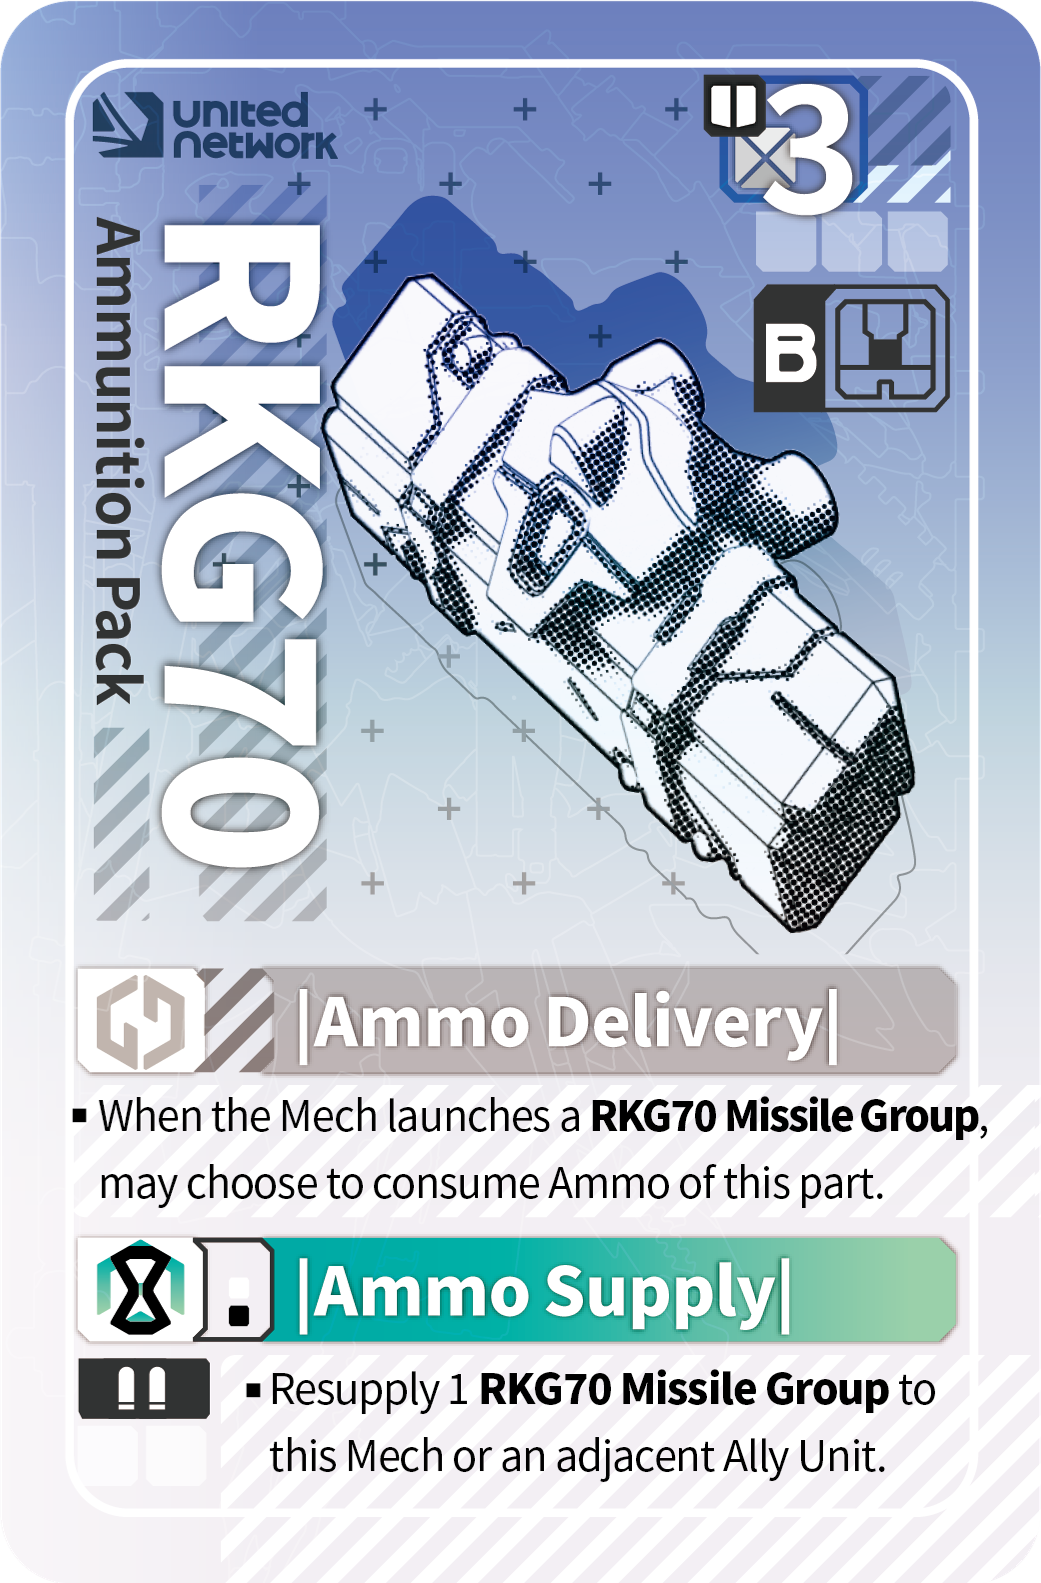 UNITED
NETWORK
3
B
RKG70
Ammunition Pack
|Ammo Delivery|
▪ When the Mech launches a RKG70 Missile Group,
may choose to consume Ammo of this part.
|Ammo Supply|
▪ Resupply 1 RKG70 Missile Group to
this Mech or an adjacent Ally Unit.